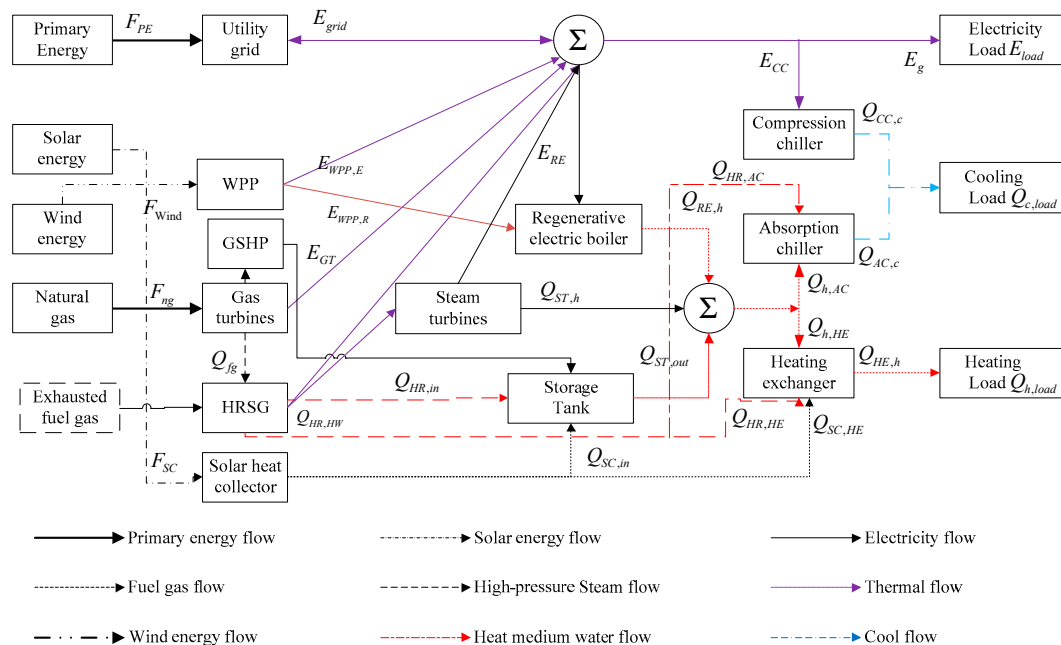 Primary
Energy
F_PE
Utility
grid
E_grid
Σ
E_CC
E_g
Electricity
Load E_load
Solar
energy
Wind
energy
F_Wind
WPP
E_WPP,E
E_WPP,R
E_RE
Compression
chiller
Q_CC,c
Q_HR,AC
Q_RE,h
Regenerative
electric boiler
Absorption
chiller
Q_AC,c
Cooling
Load Q_c,load
GSHP
E_GT
Natural
gas
F_ng
Gas
turbines
Steam
turbines
Q_ST,h
Σ
Q_h,AC
Q_h,HE
Q_fg
Exhausted
fuel gas
HRSG
Q_HR,in
Q_HR,HW
Storage
Tank
Q_ST,out
Heating
exchanger
Q_HE,h
Heating
Load Q_h,load
Q_HR,HE
Q_SC,HE
F_SC
Solar heat
collector
Q_SC,in
Primary energy flow
Solar energy flow
Electricity flow
Fuel gas flow
High-pressure Steam flow
Thermal flow
Wind energy flow
Heat medium water flow
Cool flow